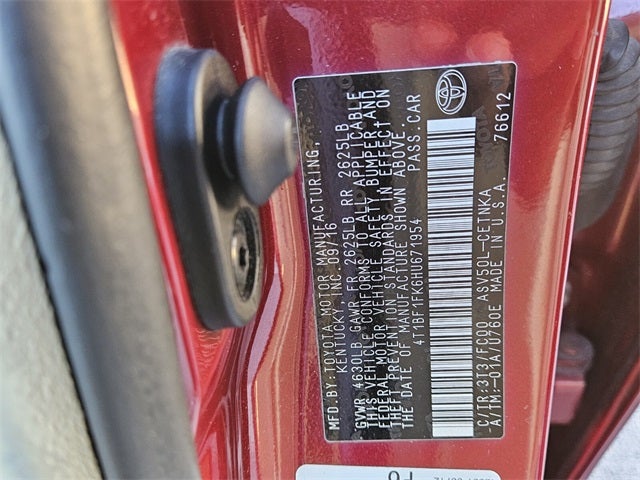 MFD.BY:TOYOTA MOTOR MANUFACTURING,
KENTUCKY, INC. 09/16
GVWR 4630LB GAWR FR 2625LB RR 2625LB
THIS VEHICLE CONFORMS TO ALL APPLICABLE
FEDERAL MOTOR VEHICLE SAFETY, BUMPER, AND
THEFT PREVENTION STANDARDS IN EFFECT ON
THE DATE OF MANUFACTURE SHOWN ABOVE.
4T1BF1FK6HU671954 PASS.CAR
C/TR:3T3/FC00 ASV50L-CETNKA
A/TM:-01A/U760E MADE IN U.S.A.
76612